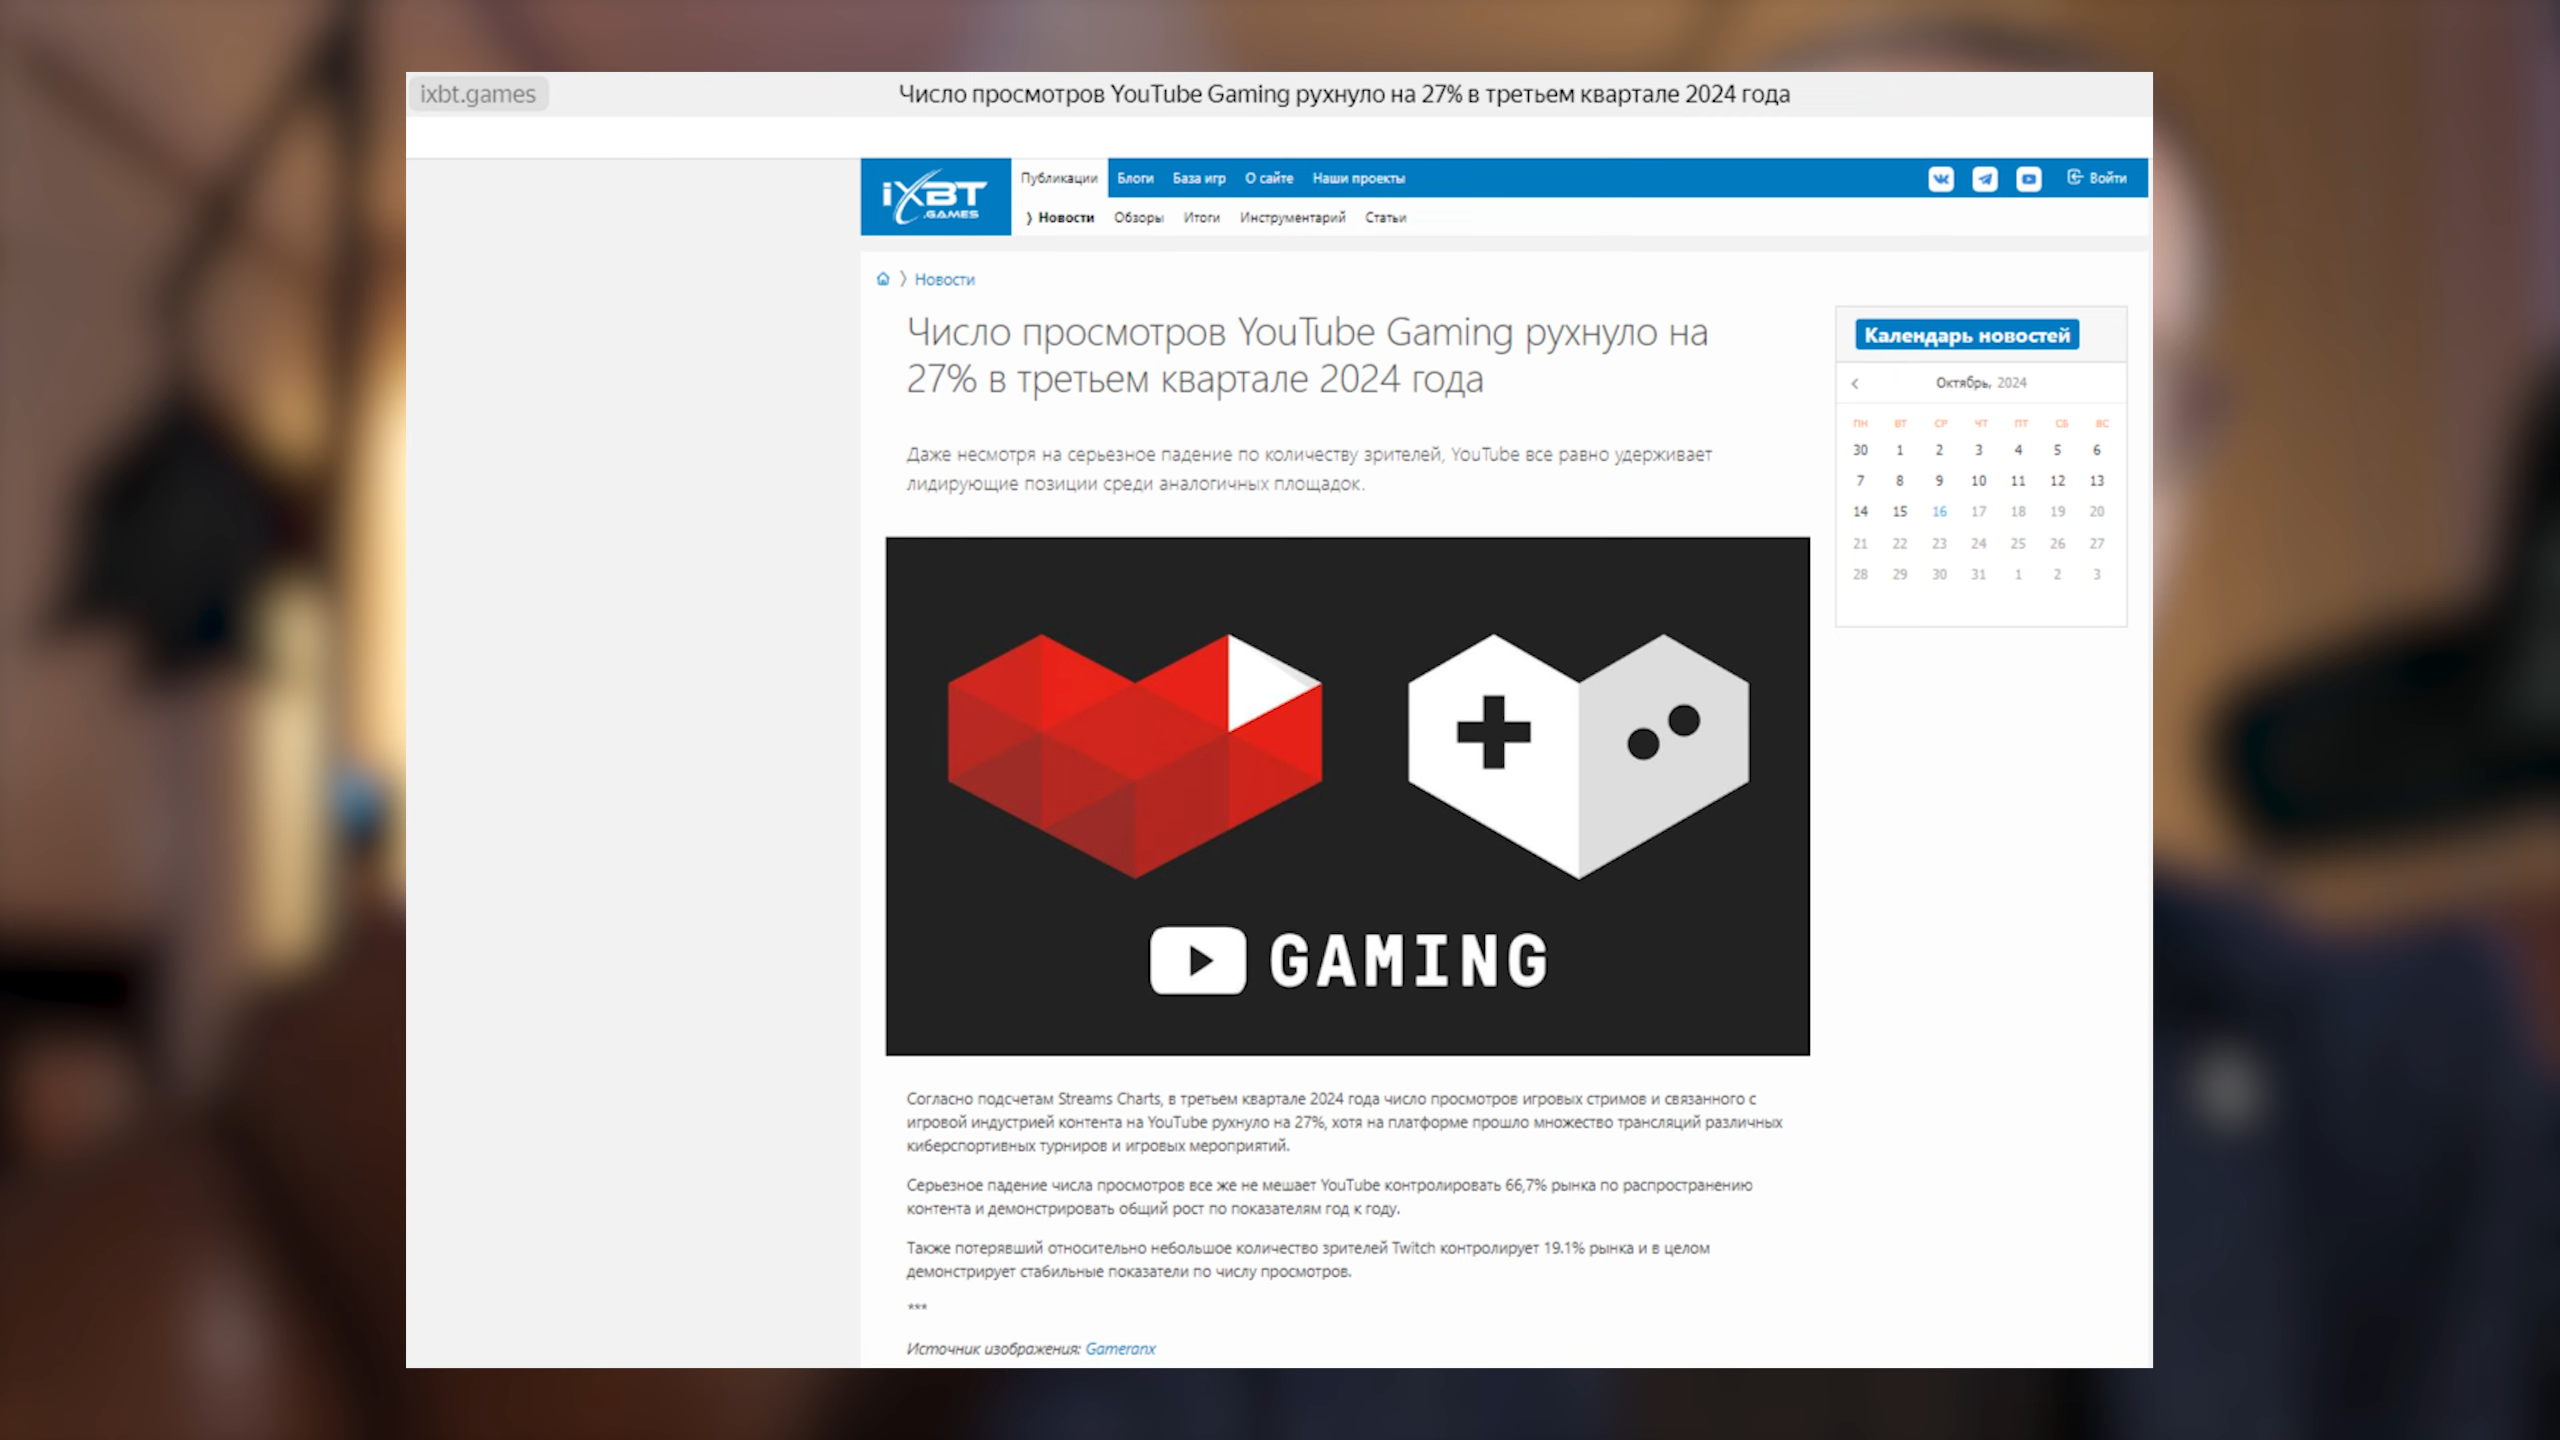 ixbt.games
Число просмотров YouTube Gaming рухнуло на 27% в третьем квартале 2024 года
iXBT
.GAMES
Публикации Блоги База игр О сайте Наши проекты
Войти
❭ Новости Обзоры Итоги Инструментарий Статьи
❭ Новости
Число просмотров YouTube Gaming рухнуло на
27% в третьем квартале 2024 года
Даже несмотря на серьезное падение по количеству зрителей, YouTube все равно удерживает
лидирующие позиции среди аналогичных площадок.
GAMING
Согласно подсчетам Streams Charts, в третьем квартале 2024 года число просмотров игровых стримов и связанного с
игровой индустрией контента на YouTube рухнуло на 27%, хотя на платформе прошло множество трансляций различных
киберспортивных турниров и игровых мероприятий.
Серьезное падение числа просмотров все же не мешает YouTube контролировать 66,7% рынка по распространению
контента и демонстрировать общий рост по показателям год к году.
Также потерявший относительно небольшое количество зрителей Twitch контролирует 19.1% рынка и в целом
демонстрирует стабильные показатели по числу просмотров.
***
Источник изображения: Gameranx
Календарь новостей
Октябрь, 2024
ПН ВТ СР ЧТ ПТ СБ ВС
30 1 2 3 4 5 6
7 8 9 10 11 12 13
14 15 16 17 18 19 20
21 22 23 24 25 26 27
28 29 30 31 1 2 3